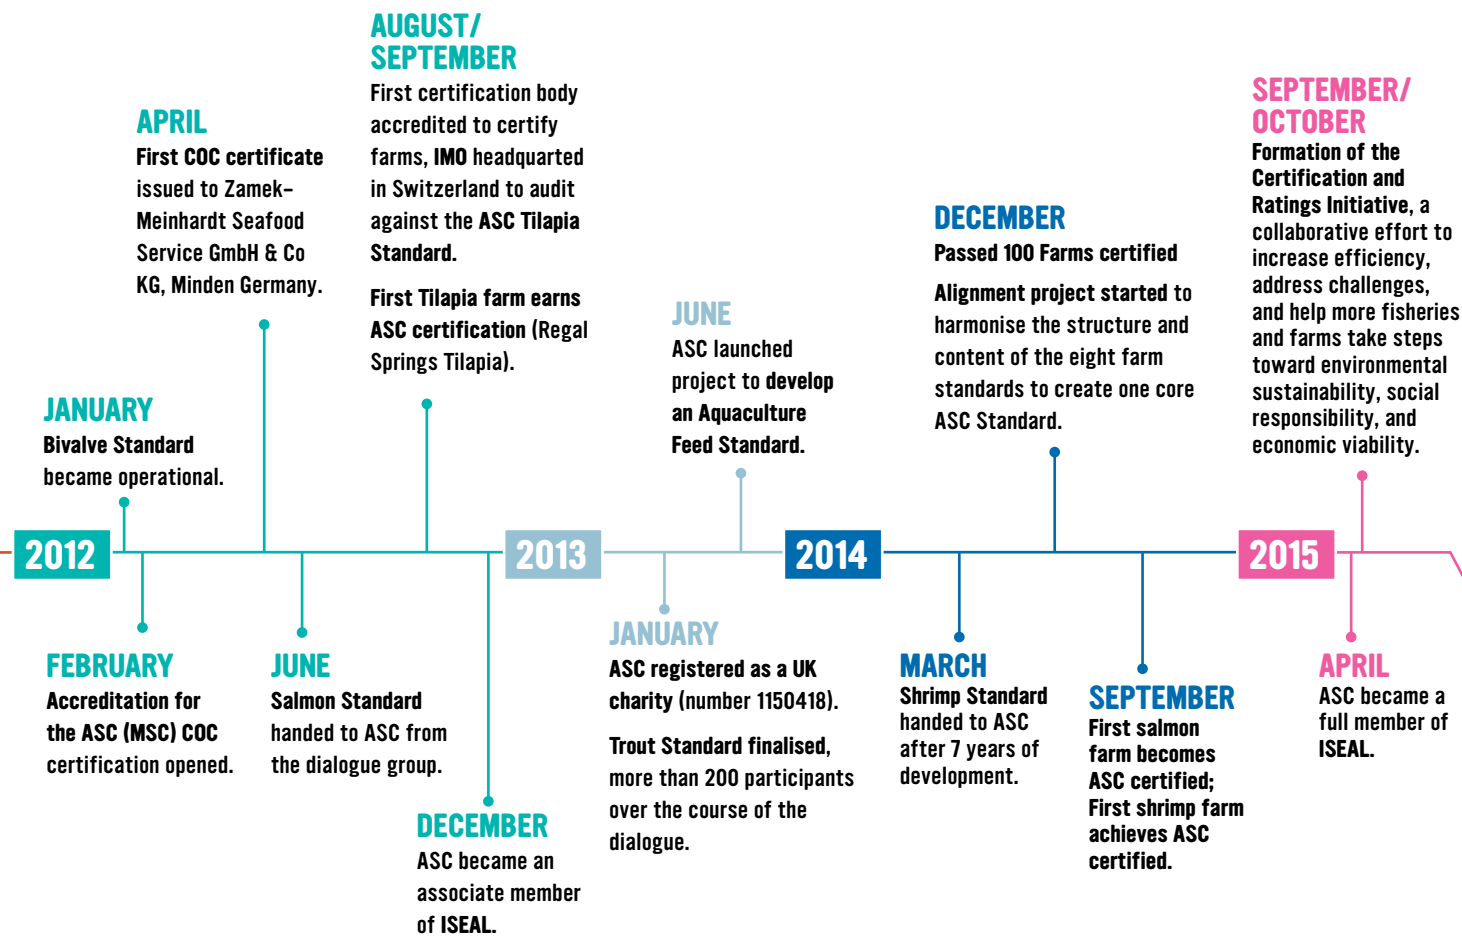 AUGUST/
SEPTEMBER
First certification body
accredited to certify
farms, IMO headquarted
in Switzerland to audit
against the ASC Tilapia
Standard.
First Tilapia farm earns
ASC certification (Regal
Springs Tilapia).
APRIL
First COC certificate
issued to Zamek–
Meinhardt Seafood
Service GmbH & Co
KG, Minden Germany.
JANUARY
Bivalve Standard
became operational.
JUNE
ASC launched
project to develop
an Aquaculture
Feed Standard.
DECEMBER
Passed 100 Farms certified
Alignment project started to
harmonise the structure and
content of the eight farm
standards to create one core
ASC Standard.
SEPTEMBER/
OCTOBER
Formation of the
Certification and
Ratings Initiative, a
collaborative effort to
increase efficiency,
address challenges,
and help more fisheries
and farms take steps
toward environmental
sustainability, social
responsibility, and
economic viability.
2012
2013
2014
2015
FEBRUARY
Accreditation for
the ASC (MSC) COC
certification opened.
JUNE
Salmon Standard
handed to ASC from
the dialogue group.
DECEMBER
ASC became an
associate member
of ISEAL.
JANUARY
ASC registered as a UK
charity (number 1150418).
Trout Standard finalised,
more than 200 participants
over the course of the
dialogue.
MARCH
Shrimp Standard
handed to ASC
after 7 years of
development.
SEPTEMBER
First salmon
farm becomes
ASC certified;
First shrimp farm
achieves ASC
certified.
APRIL
ASC became a
full member of
ISEAL.